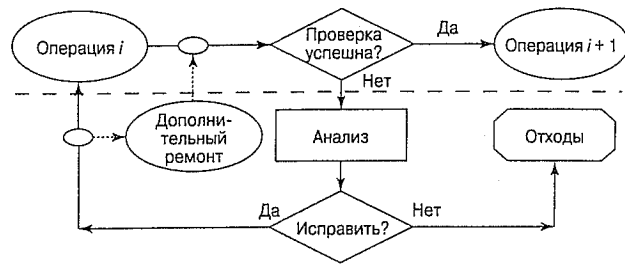 Операция i
Проверка
успешна?
Да
Операция i + 1
Нет
Дополни-
тельный
ремонт
Анализ
Отходы
Да
Исправить?
Нет